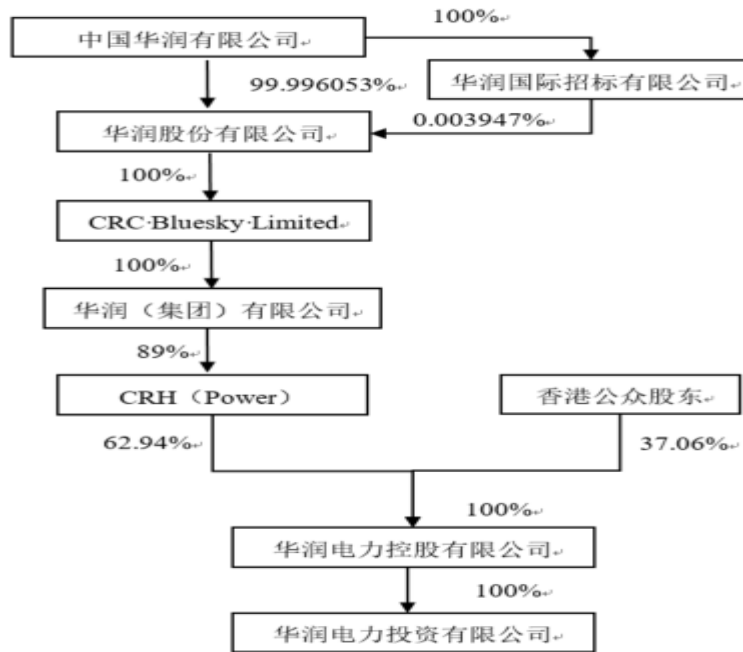 100%
中国华润有限公司
99.996053%
华润国际招标有限公司
0.003947%
华润股份有限公司
100%
CRC·Bluesky·Limited
100%
华润（集团）有限公司
89%
CRH（Power）
香港公众股东
62.94%
37.06%
100%
华润电力控股有限公司
100%
华润电力投资有限公司